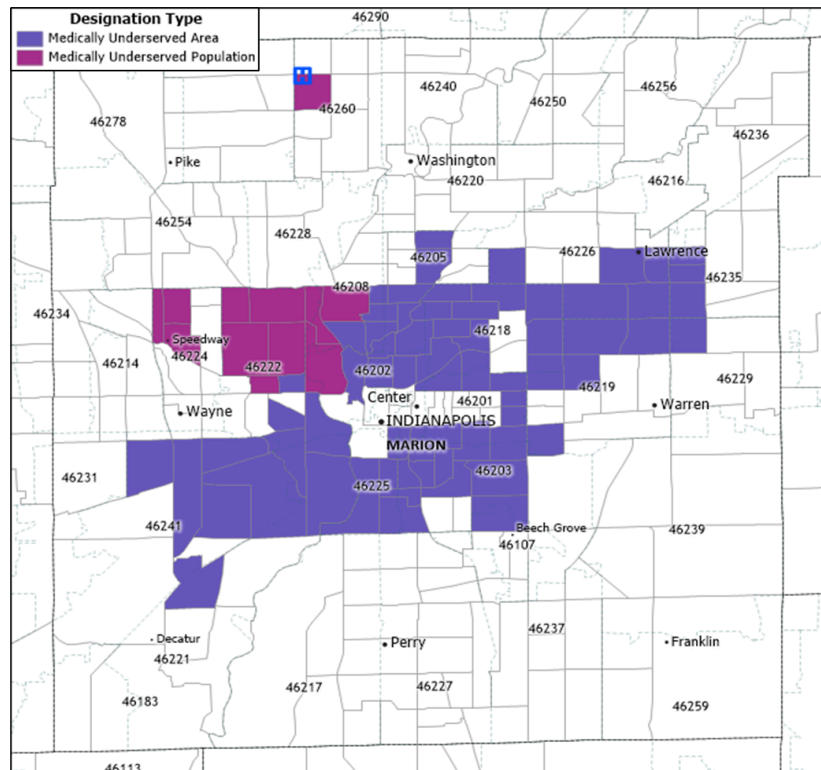 Designation Type
Medically Underserved Area
Medically Underserved Population
46290
46240
46250
46256
46260
46278
46236
Pike
Washington
46220
46216
46254
46228
46205
46226
Lawrence
46235
46208
46234
46218
Speedway
46224
46214
46222
46202
46219
46229
Center
46201
Wayne
Warren
INDIANAPOLIS
MARION
46231
46225
46203
46241
Beech Grove
46107
46239
46237
Decatur
Perry
Franklin
46221
46183
46217
46227
46259
46113